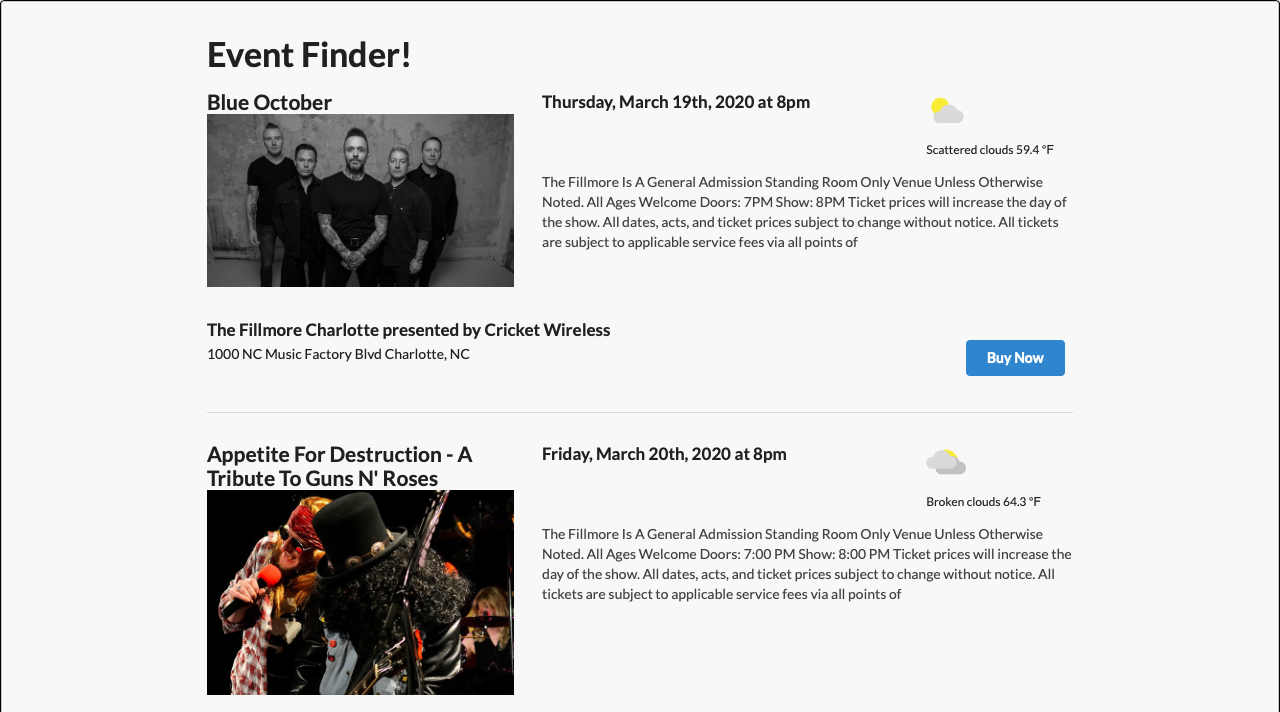 Event Finder!
Blue October
Thursday, March 19th, 2020 at 8pm
Scattered clouds 59.4 °F
The Fillmore Is A General Admission Standing Room Only Venue Unless Otherwise
Noted. All Ages Welcome Doors: 7PM Show: 8PM Ticket prices will increase the day of
the show. All dates, acts, and ticket prices subject to change without notice. All tickets
are subject to applicable service fees via all points of
The Fillmore Charlotte presented by Cricket Wireless
1000 NC Music Factory Blvd Charlotte, NC
Buy Now
Appetite For Destruction - A
Tribute To Guns N' Roses
Friday, March 20th, 2020 at 8pm
Broken clouds 64.3 °F
The Fillmore Is A General Admission Standing Room Only Venue Unless Otherwise
Noted. All Ages Welcome Doors: 7:00 PM Show: 8:00 PM Ticket prices will increase the
day of the show. All dates, acts, and ticket prices subject to change without notice. All
tickets are subject to applicable service fees via all points of